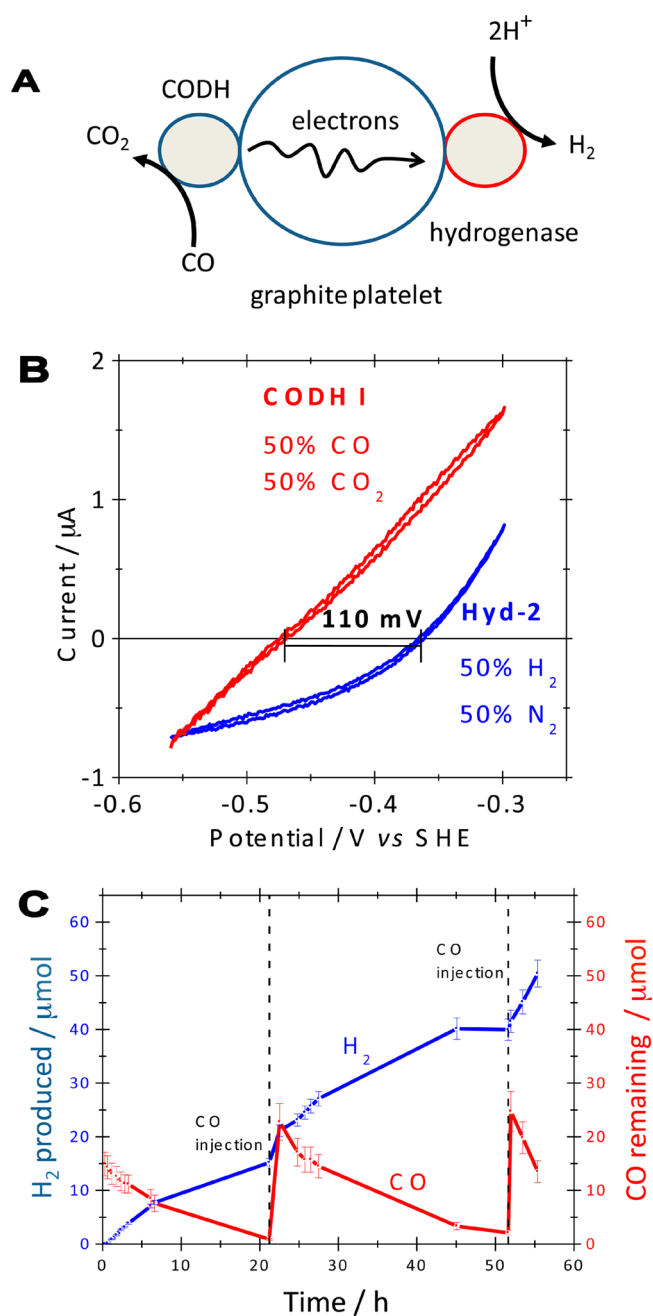 A
2H⁺
CODH
electrons
CO₂
H₂
hydrogenase
CO
graphite platelet
B
2
CODH I
50% CO
50% CO₂
1
Current / μA
110 mV
Hyd-2
0
50% H₂
50% N₂
-1
-0.6
-0.5
-0.4
-0.3
Potential / V vs SHE
C
60
50
40
30
20
10
0
H₂ produced / μmol
CO
injection
CO
injection
H₂
CO
60
50
40
30
20
10
0
CO remaining / μmol
0
10
20
30
40
50
60
Time / h